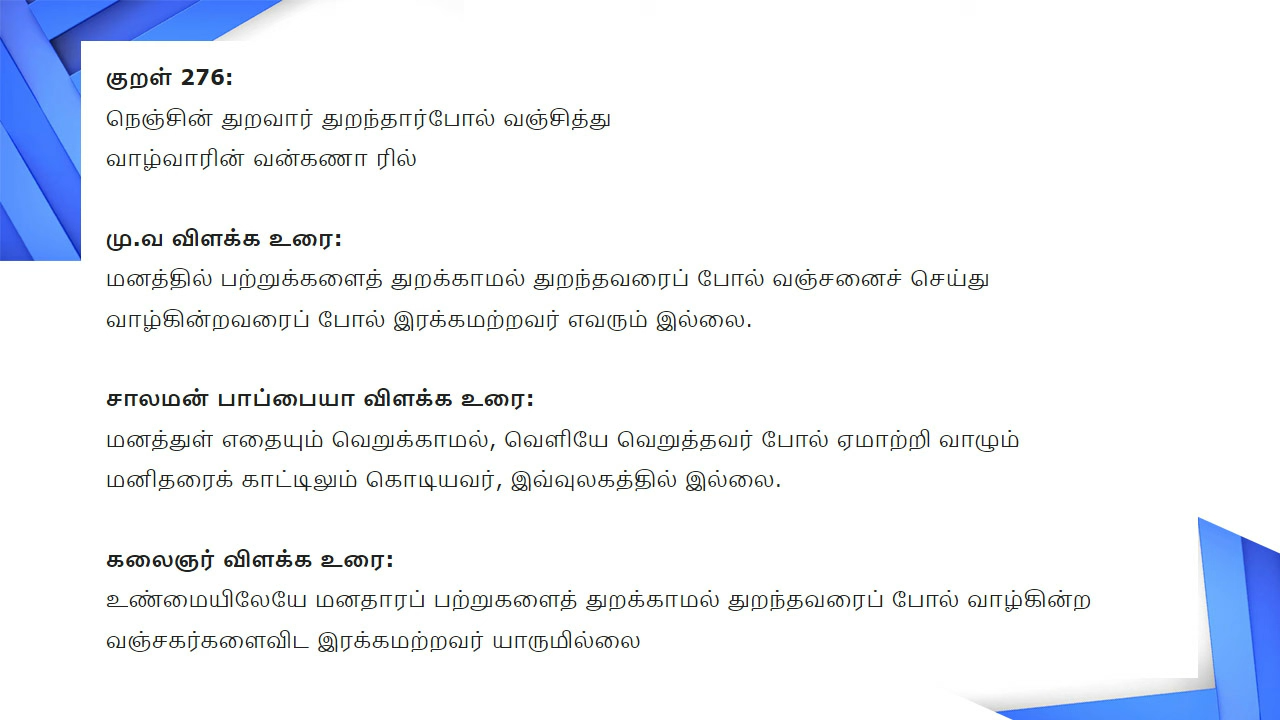 குறள் 276:
நெஞ்சின் துறவார் துறந்தார்போல் வஞ்சித்து
வாழ்வாரின் வன்கணா ரில்
மு.வ விளக்க உரை:
மனத்தில் பற்றுக்களைத் துறக்காமல் துறந்தவரைப் போல் வஞ்சனைச் செய்து
வாழ்கின்றவரைப் போல் இரக்கமற்றவர் எவரும் இல்லை.
சாலமன் பாப்பையா விளக்க உரை:
மனத்துள் எதையும் வெறுக்காமல், வெளியே வெறுத்தவர் போல் ஏமாற்றி வாழும்
மனிதரைக் காட்டிலும் கொடியவர், இவ்வுலகத்தில் இல்லை.
கலைஞர் விளக்க உரை:
உண்மையிலேயே மனதாரப் பற்றுகளைத் துறக்காமல் துறந்தவரைப் போல் வாழ்கின்ற
வஞ்சகர்களைவிட இரக்கமற்றவர் யாருமில்லை